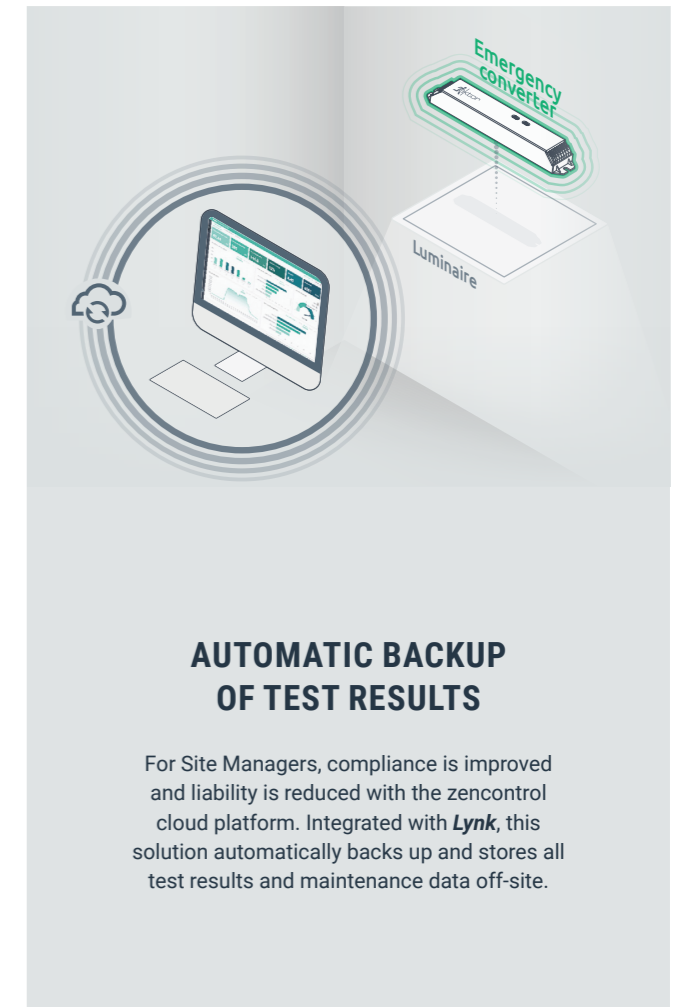 Emergency
converter
Luminaire
AUTOMATIC BACKUP
OF TEST RESULTS
For Site Managers, compliance is improved
and liability is reduced with the zencontrol
cloud platform. Integrated with Lynk, this
solution automatically backs up and stores all
test results and maintenance data off-site.